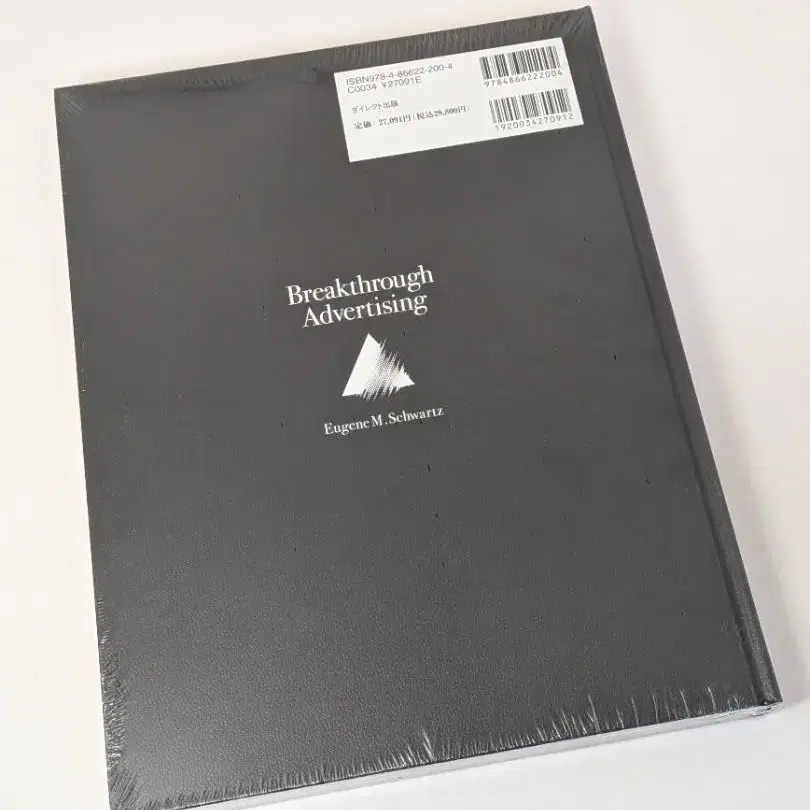 ISBN978-4-86622-200-4
C0034 ¥27091E
ダイレクト出版
定価：27,091円（税込29,800円）
9784866222004
1920034270912
Breakthrough
Advertising
Eugene M. Schwartz